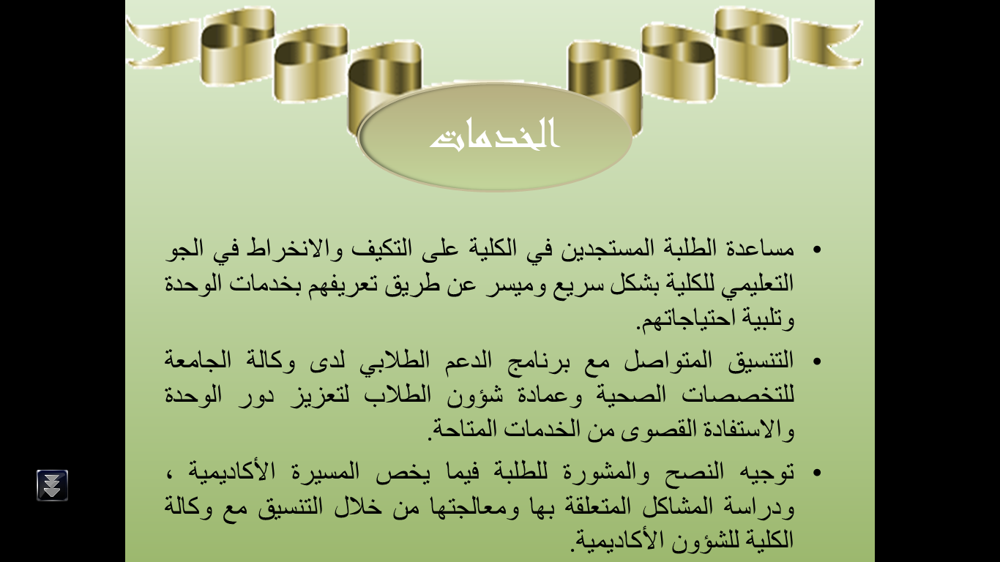 الخدمات
• مساعدة الطلبة المستجدين في الكلية على التكيف والانخراط في الجو
التعليمي للكلية بشكل سريع وميسر عن طريق تعريفهم بخدمات الوحدة
وتلبية احتياجاتهم.
• التنسيق المتواصل مع برنامج الدعم الطلابي لدى وكالة الجامعة
للتخصصات الصحية وعمادة شؤون الطلاب لتعزيز دور الوحدة
والاستفادة القصوى من الخدمات المتاحة.
• توجيه النصح والمشورة للطلبة فيما يخص المسيرة الأكاديمية ،
ودراسة المشاكل المتعلقة بها ومعالجتها من خلال التنسيق مع وكالة
الكلية للشؤون الأكاديمية.